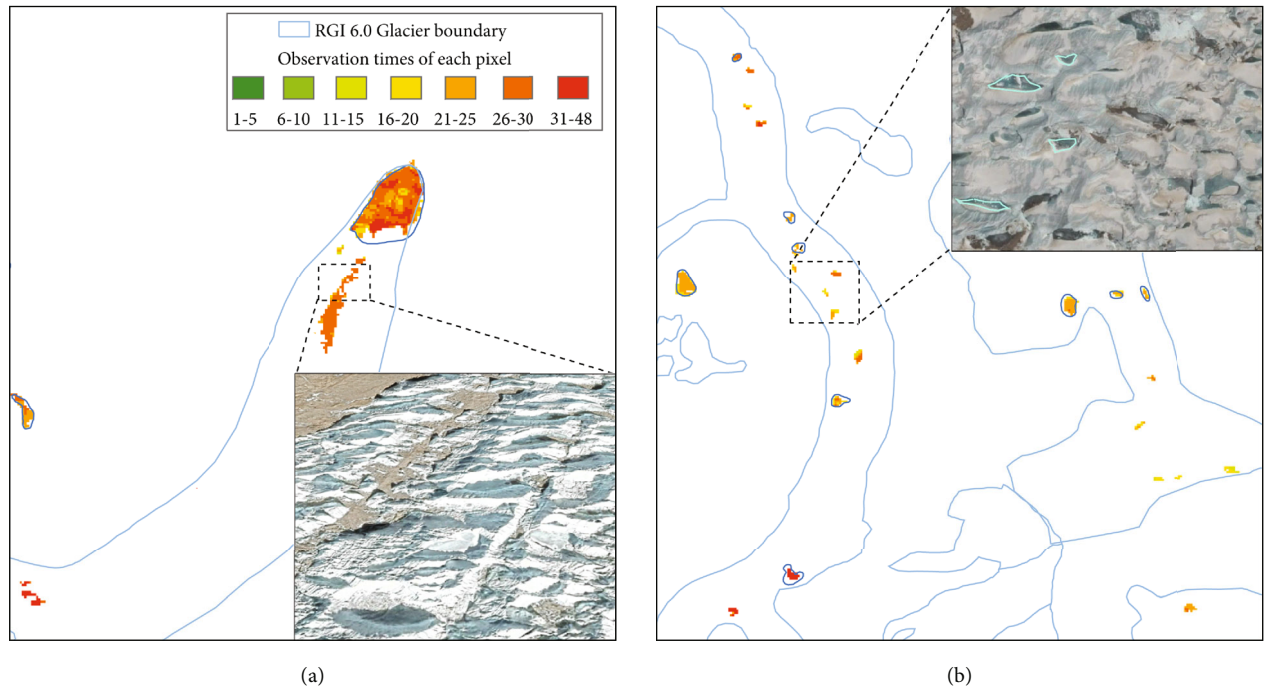 RGI 6.0 Glacier boundary
Observation times of each pixel
1-5 6-10 11-15 16-20 21-25 26-30 31-48
(a) (b)